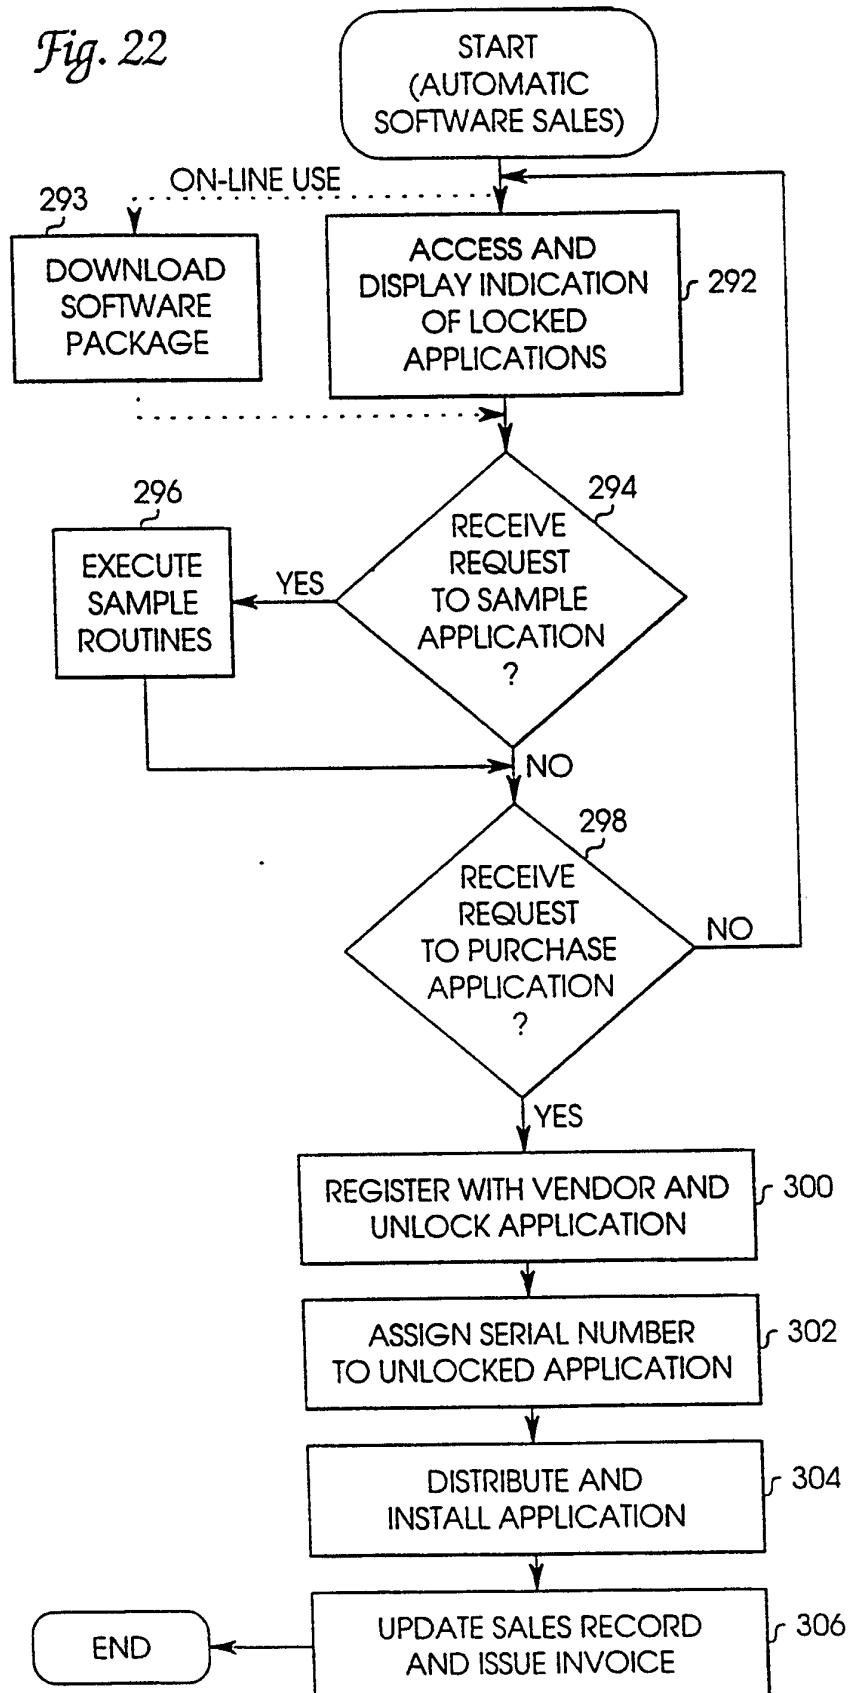 Fig. 22
START
(AUTOMATIC
SOFTWARE SALES)
ON-LINE USE
293
DOWNLOAD
SOFTWARE
PACKAGE
ACCESS AND
DISPLAY INDICATION
OF LOCKED
APPLICATIONS
292
294
RECEIVE
REQUEST
TO SAMPLE
APPLICATION
?
YES
296
EXECUTE
SAMPLE
ROUTINES
NO
298
RECEIVE
REQUEST
TO PURCHASE
APPLICATION
?
NO
YES
REGISTER WITH VENDOR AND
UNLOCK APPLICATION
300
ASSIGN SERIAL NUMBER
TO UNLOCKED APPLICATION
302
DISTRIBUTE AND
INSTALL APPLICATION
304
UPDATE SALES RECORD
AND ISSUE INVOICE
306
END